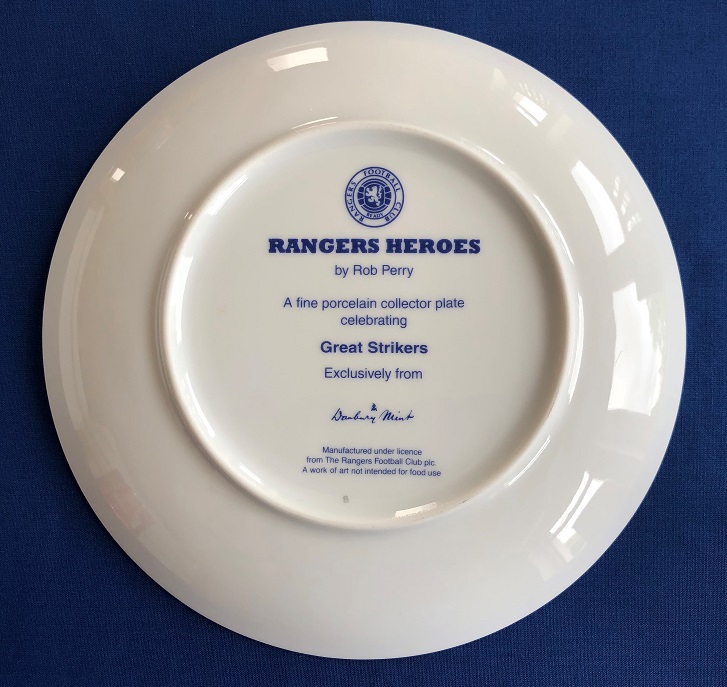 RANGERS FOOTBALL CLUB
READY
RANGERS HEROES
by Rob Perry
A fine porcelain collector plate
celebrating
Great Strikers
Exclusively from
Danbury Mint
Manufactured under licence
from The Rangers Football Club plc.
A work of art not intended for food use